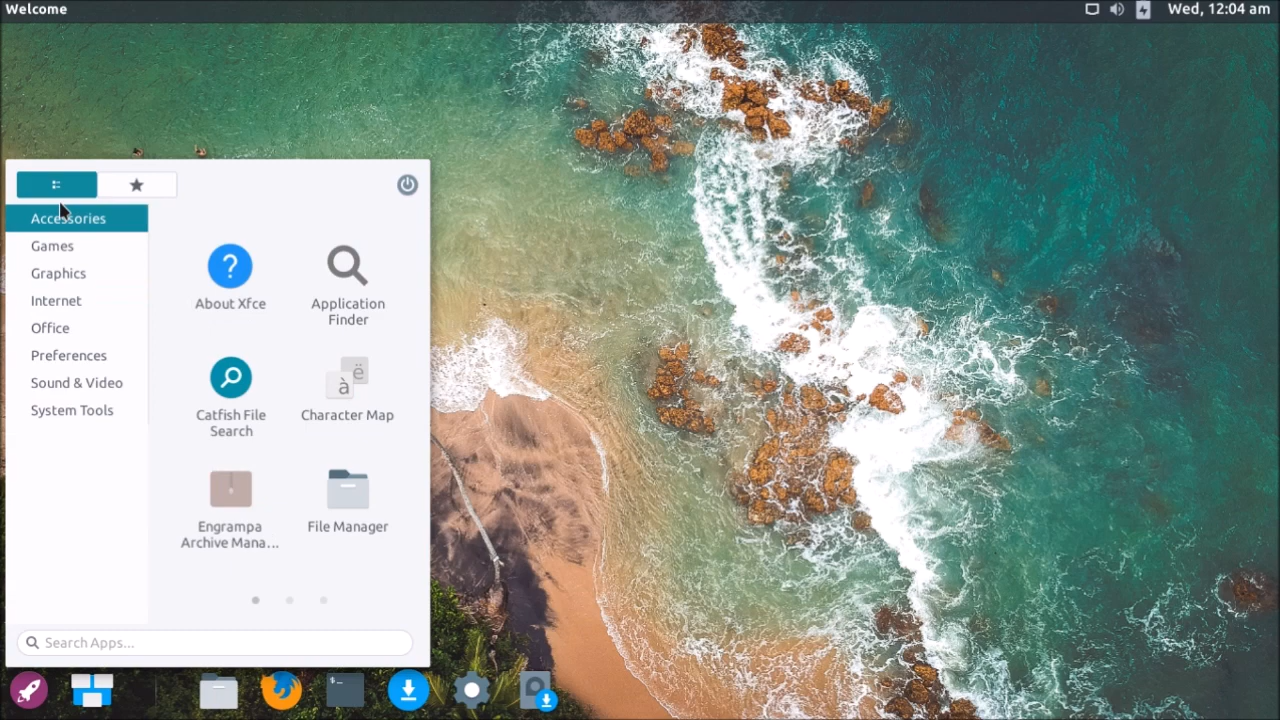 Welcome
Wed, 12:04 am
Accessories
Games
Graphics
Internet
Office
Preferences
Sound & Video
System Tools
?
About Xfce
Application
Finder
Catfish File
Search
à ë
Character Map
Engrampa
Archive Mana...
File Manager
Search Apps...
$-